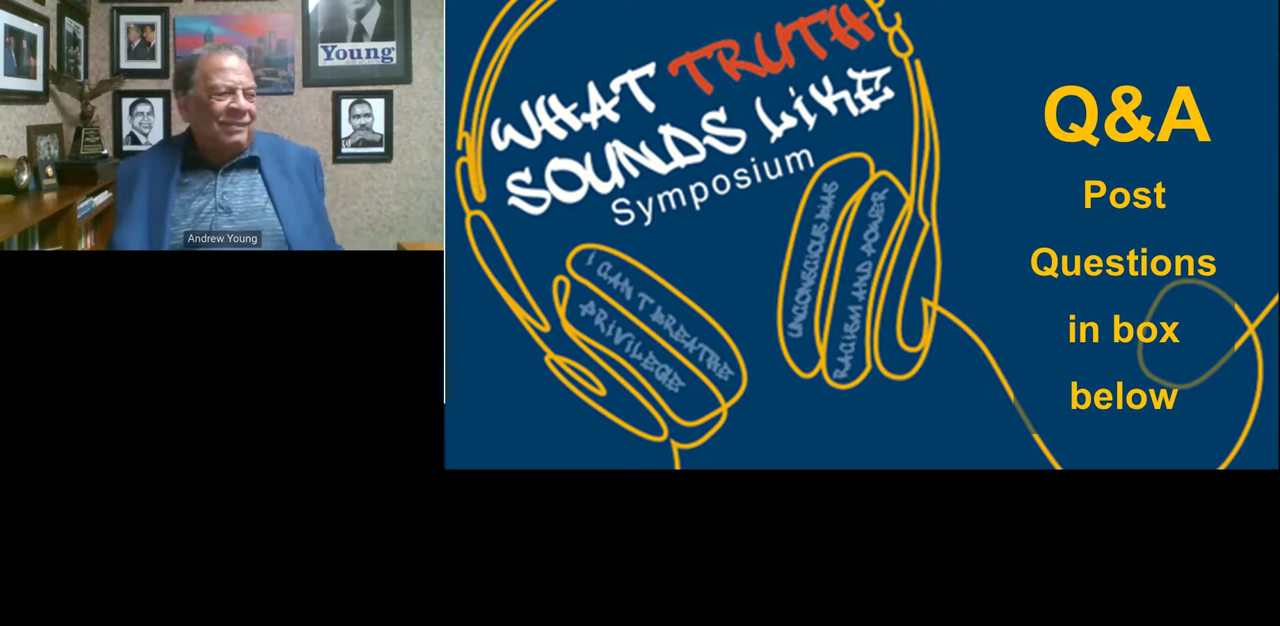 Young
Andrew Young
WHAT TRUTH
SOUNDS LiKE
Symposium
I CAN'T BREATHE
PRIVILEGE
UNCONSCIOUS BIAS
RACISM AND POWER
Q&A
Post
Questions
in box
below